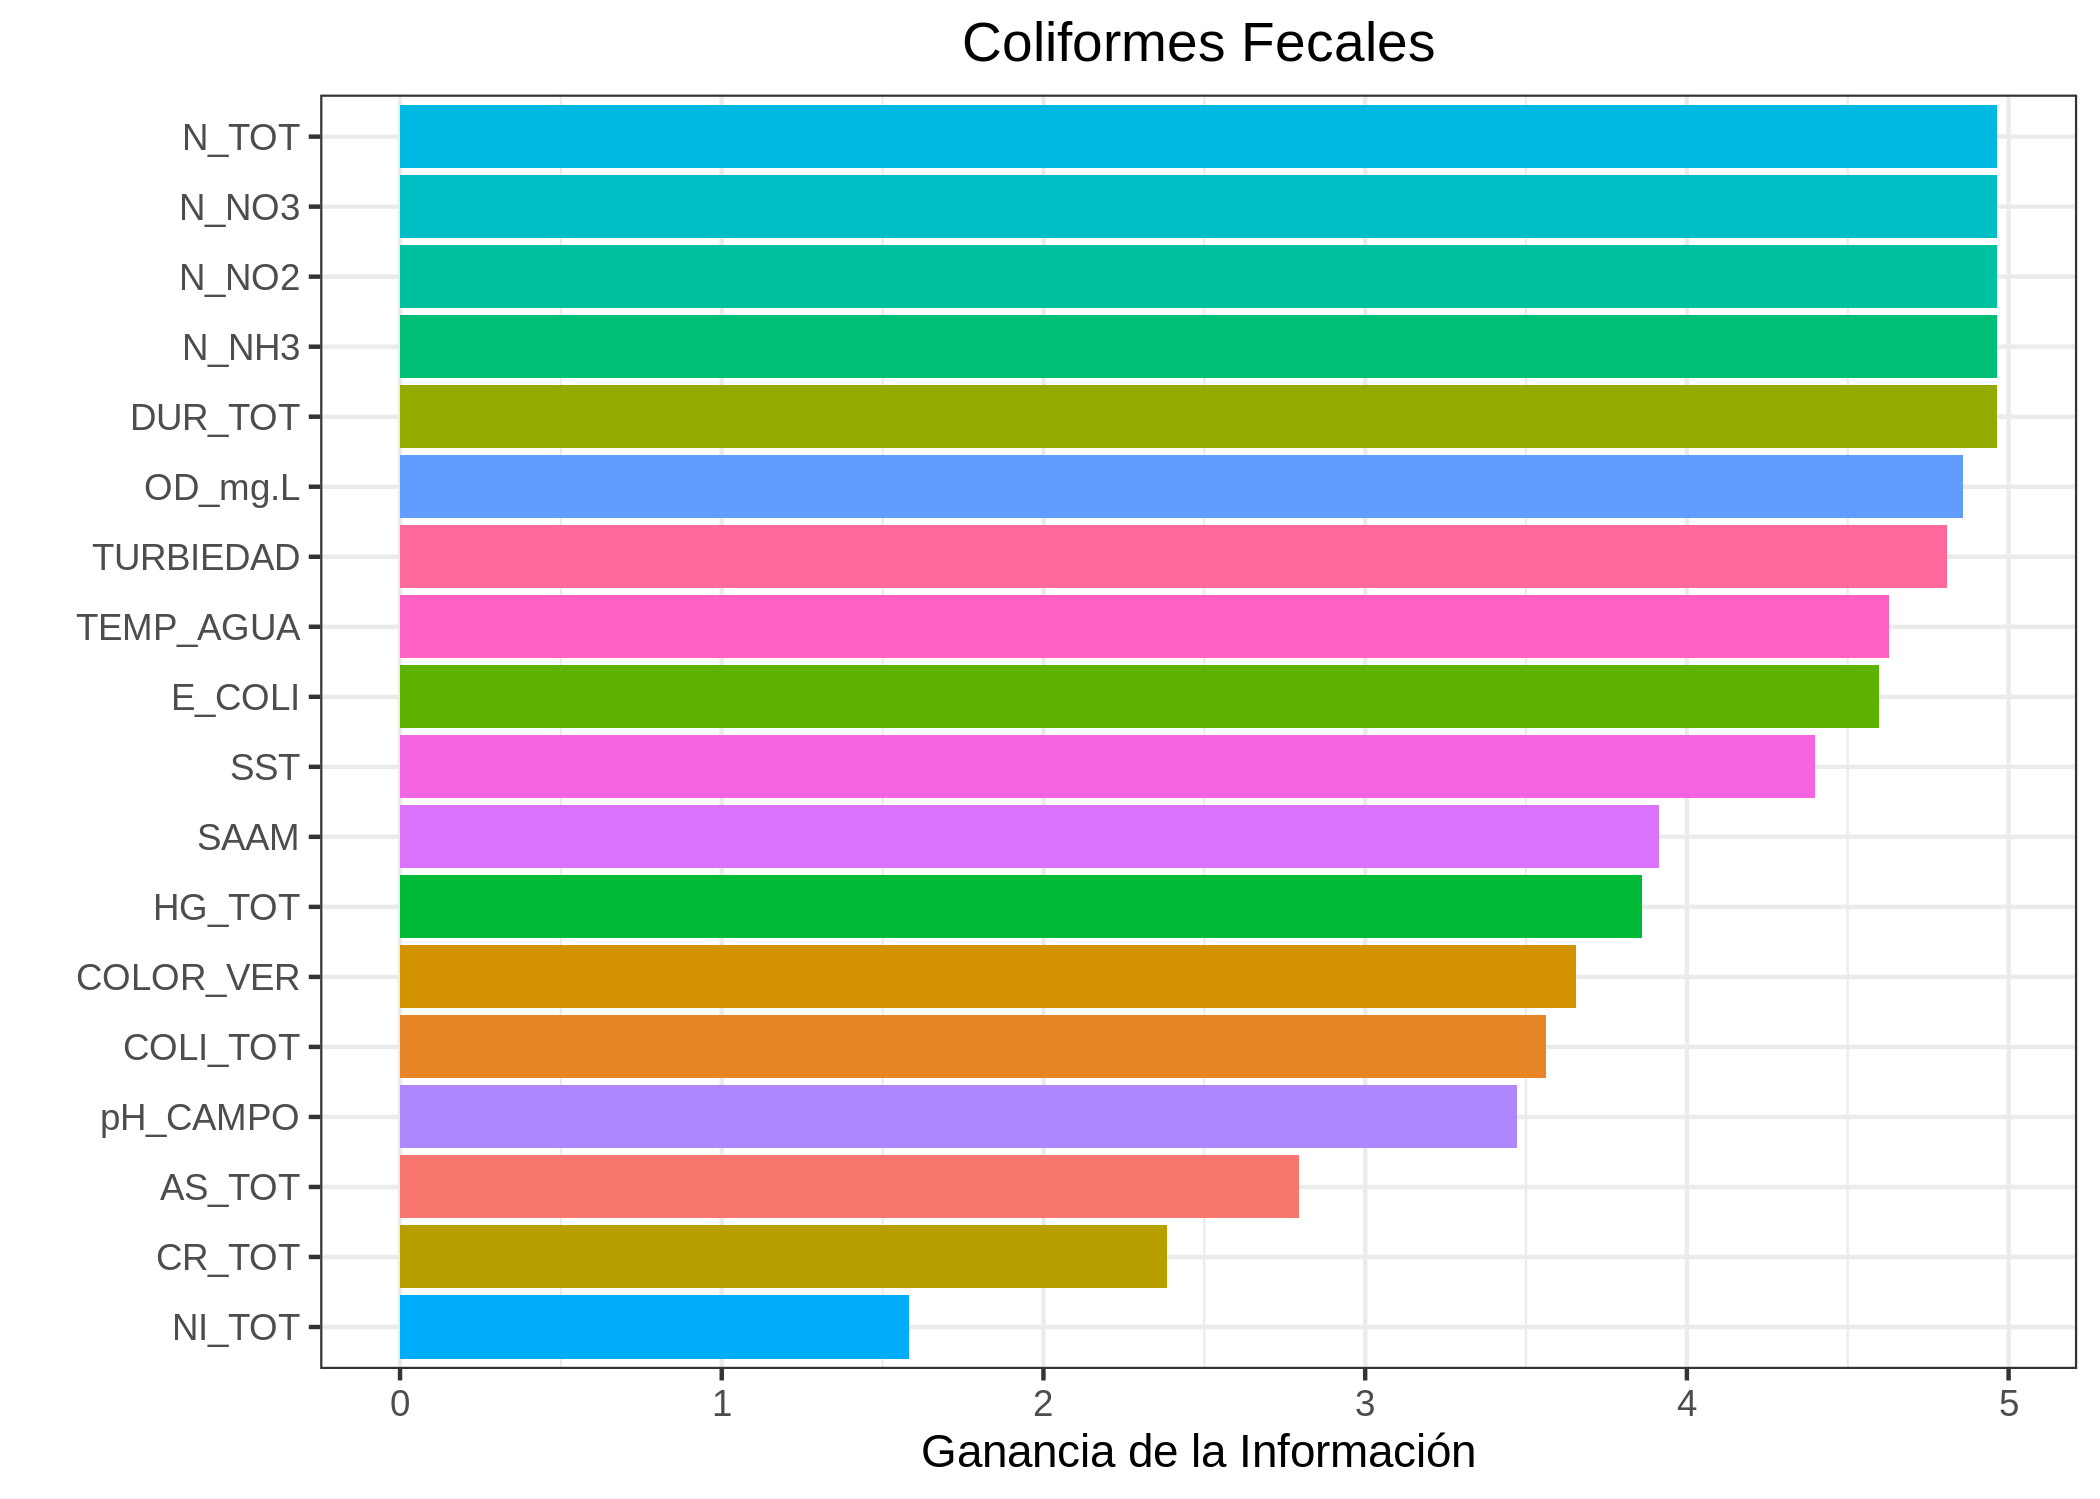 Coliformes Fecales
N_TOT
N_NO3
N_NO2
N_NH3
DUR_TOT
OD_mg.L
TURBIEDAD
TEMP_AGUA
E_COLI
SST
SAAM
HG_TOT
COLOR_VER
COLI_TOT
pH_CAMPO
AS_TOT
CR_TOT
NI_TOT
0 1 2 3 4 5
Ganancia de la Información